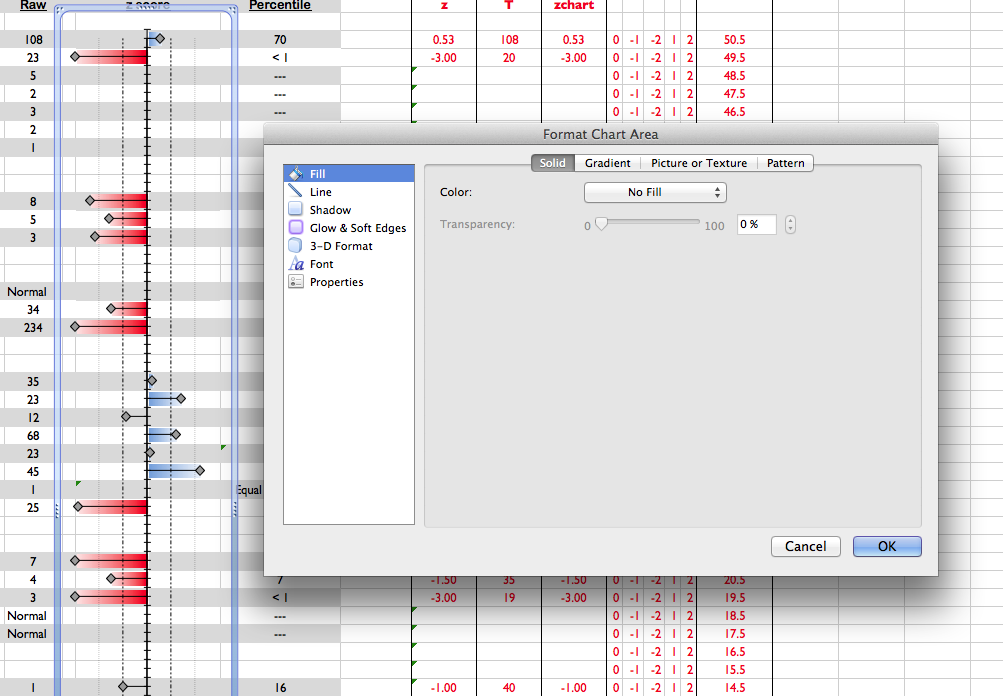 Raw z score Percentile z T zchart
108 70 0.53 108 0.53 0 -1 -2 1 2 50.5
23 < 1 -3.00 20 -3.00 0 -1 -2 1 2 49.5
5 --- 0 -1 -2 1 2 48.5
2 --- 0 -1 -2 1 2 47.5
3 --- 0 -1 -2 1 2 46.5
2
1
8
5
3
Normal
34
234
35
23
12
68
23
45
1 Equal
25
7
Format Chart Area
Solid Gradient Picture or Texture Pattern
Fill
Line
Shadow
Glow & Soft Edges
3-D Format
Font
Properties
Color: No Fill
Transparency: 0 100 0 %
Cancel OK
4 7 -1.50 35 -1.50 0 -1 -2 1 2 20.5
3 < 1 -3.00 19 -3.00 0 -1 -2 1 2 19.5
Normal --- 0 -1 -2 1 2 18.5
Normal --- 0 -1 -2 1 2 17.5
0 -1 -2 1 2 16.5
0 -1 -2 1 2 15.5
1 16 -1.00 40 -1.00 0 -1 -2 1 2 14.5